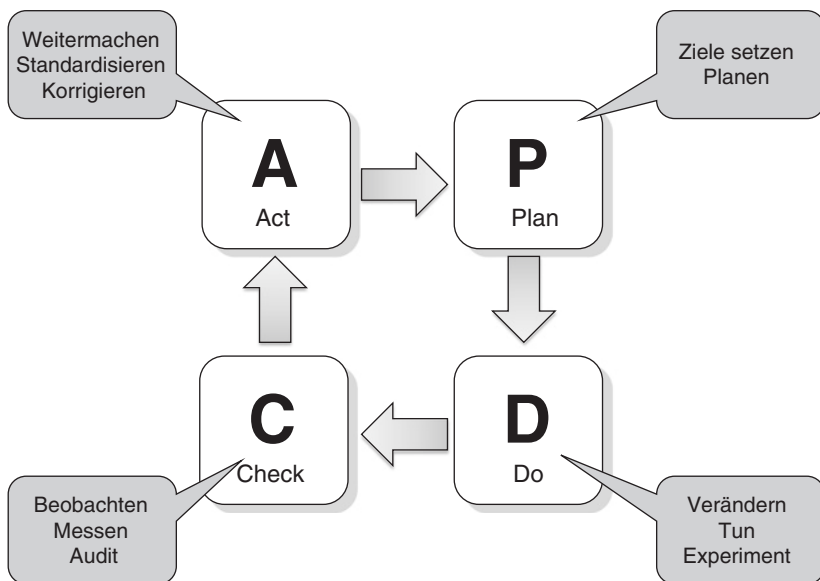 Weitermachen
Standardisieren
Korrigieren
Ziele setzen
Planen
A
Act
P
Plan
C
Check
D
Do
Beobachten
Messen
Audit
Verändern
Tun
Experiment